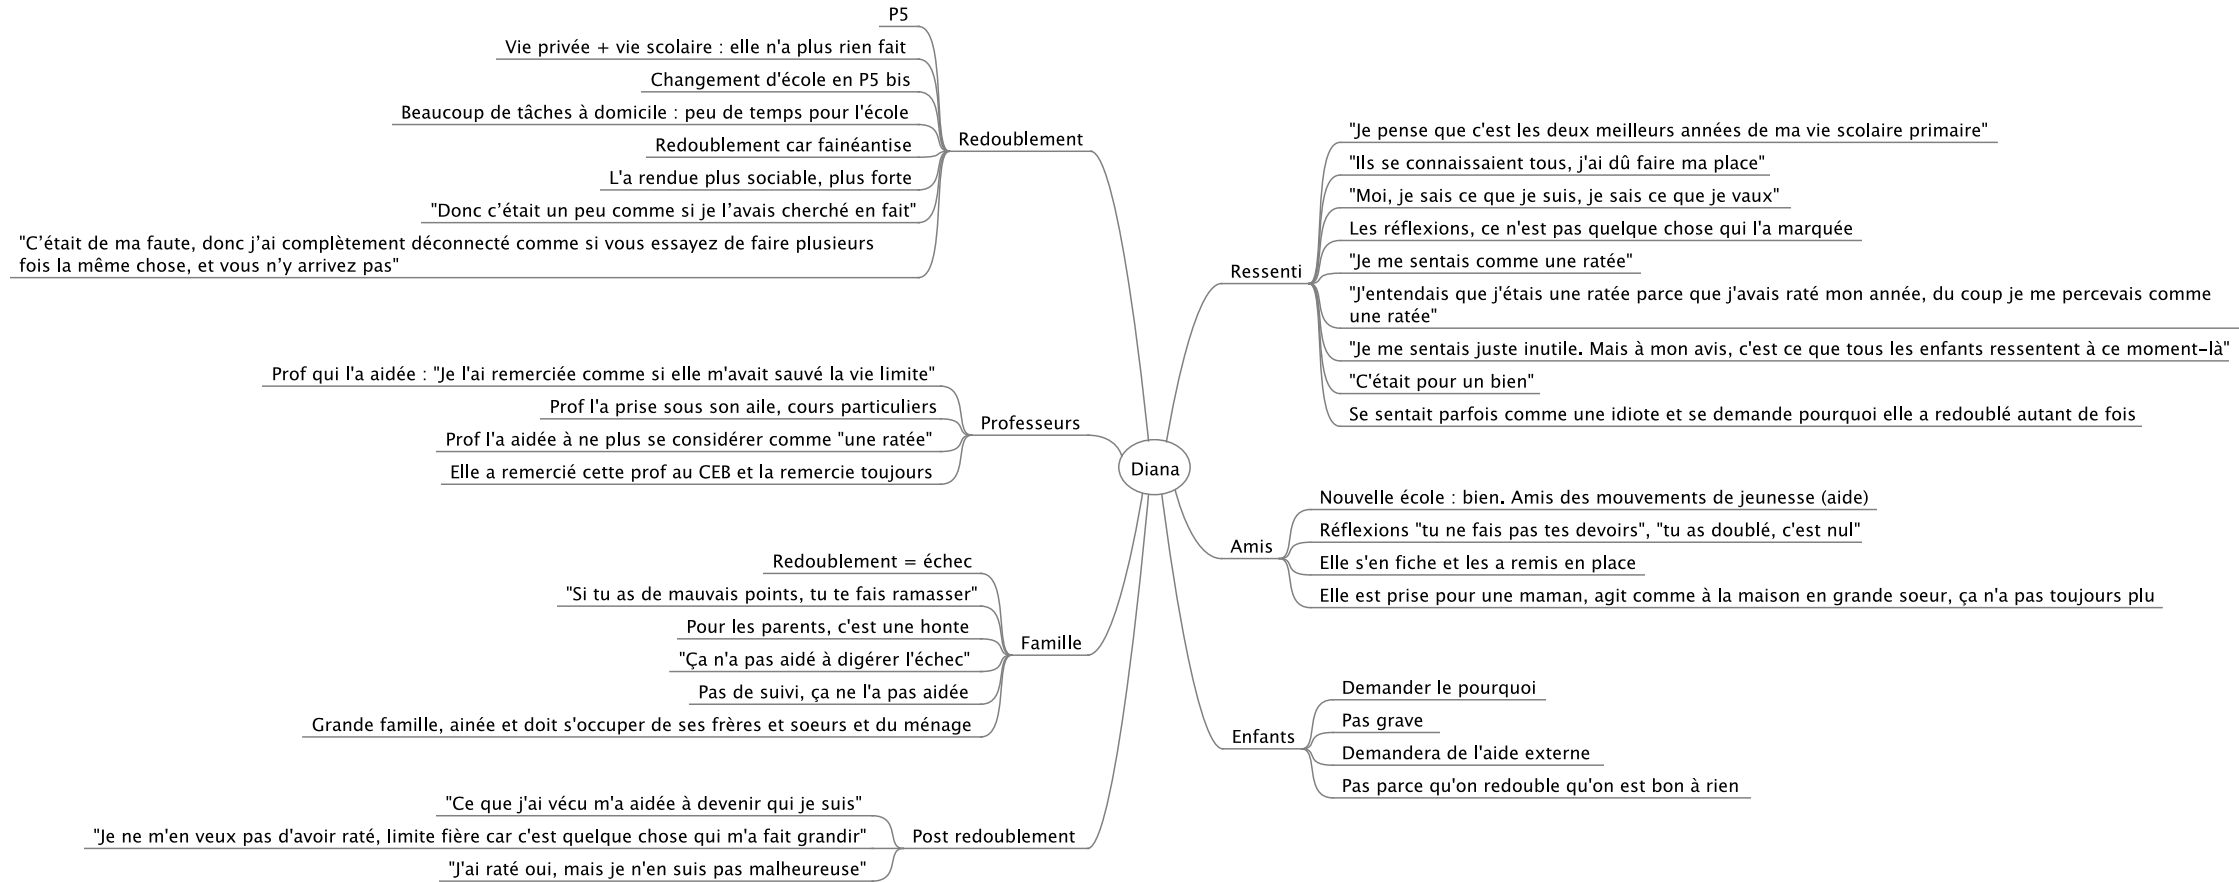 P5
Vie privée + vie scolaire : elle n'a plus rien fait
Changement d'école en P5 bis
Beaucoup de tâches à domicile : peu de temps pour l'école
Redoublement car fainéantise
L'a rendue plus sociable, plus forte
"Donc c’était un peu comme si je l’avais cherché en fait"
"C’était de ma faute, donc j’ai complètement déconnecté comme si vous essayez de faire plusieurs
fois la même chose, et vous n’y arrivez pas"
Redoublement
Prof qui l'a aidée : "Je l'ai remerciée comme si elle m'avait sauvé la vie limite"
Prof l'a prise sous son aile, cours particuliers
Prof l'a aidée à ne plus se considérer comme "une ratée"
Elle a remercié cette prof au CEB et la remercie toujours
Professeurs
Redoublement = échec
"Si tu as de mauvais points, tu te fais ramasser"
Pour les parents, c'est une honte
"Ça n'a pas aidé à digérer l'échec"
Pas de suivi, ça ne l'a pas aidée
Grande famille, ainée et doit s'occuper de ses frères et soeurs et du ménage
Famille
"Ce que j'ai vécu m'a aidée à devenir qui je suis"
"Je ne m'en veux pas d'avoir raté, limite fière car c'est quelque chose qui m'a fait grandir"
"J'ai raté oui, mais je n'en suis pas malheureuse"
Post redoublement
Diana
Ressenti
"Je pense que c'est les deux meilleurs années de ma vie scolaire primaire"
"Ils se connaissaient tous, j'ai dû faire ma place"
"Moi, je sais ce que je suis, je sais ce que je vaux"
Les réflexions, ce n'est pas quelque chose qui l'a marquée
"Je me sentais comme une ratée"
"J'entendais que j'étais une ratée parce que j'avais raté mon année, du coup je me percevais comme
une ratée"
"Je me sentais juste inutile. Mais à mon avis, c'est ce que tous les enfants ressentent à ce moment-là"
"C'était pour un bien"
Se sentait parfois comme une idiote et se demande pourquoi elle a redoublé autant de fois
Amis
Nouvelle école : bien. Amis des mouvements de jeunesse (aide)
Réflexions "tu ne fais pas tes devoirs", "tu as doublé, c'est nul"
Elle s'en fiche et les a remis en place
Elle est prise pour une maman, agit comme à la maison en grande soeur, ça n'a pas toujours plu
Enfants
Demander le pourquoi
Pas grave
Demandera de l'aide externe
Pas parce qu'on redouble qu'on est bon à rien